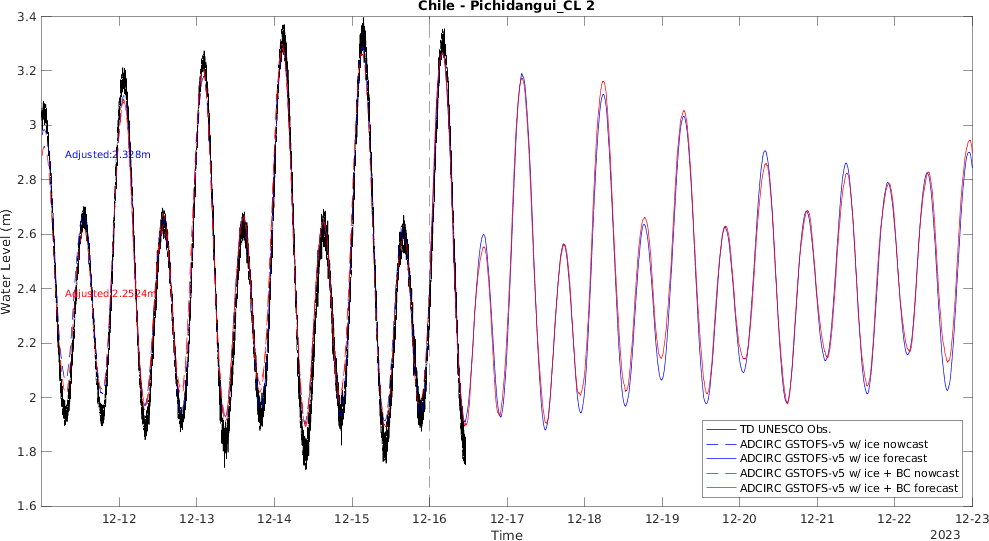 Chile - Pichidangui_CL 2
3.4
3.2
3
2.8
2.6
2.4
2.2
2
1.8
1.6
Water Level (m)
Adjusted:2.328m
Adjusted:2.2524m
TD UNESCO Obs.
ADCIRC GSTOFS-v5 w/ ice nowcast
ADCIRC GSTOFS-v5 w/ ice forecast
ADCIRC GSTOFS-v5 w/ ice + BC nowcast
ADCIRC GSTOFS-v5 w/ ice + BC forecast
12-12 12-13 12-14 12-15 12-16 12-17 12-18 12-19 12-20 12-21 12-22 12-23
Time
2023